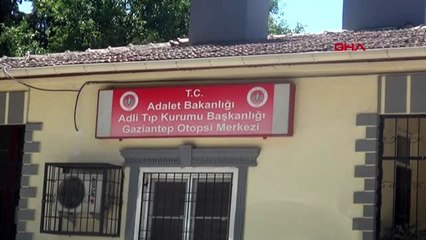 DHA
T.C.
Adalet Bakanlığı
Adli Tıp Kurumu Başkanlığı
Gaziantep Otopsi Merkezi